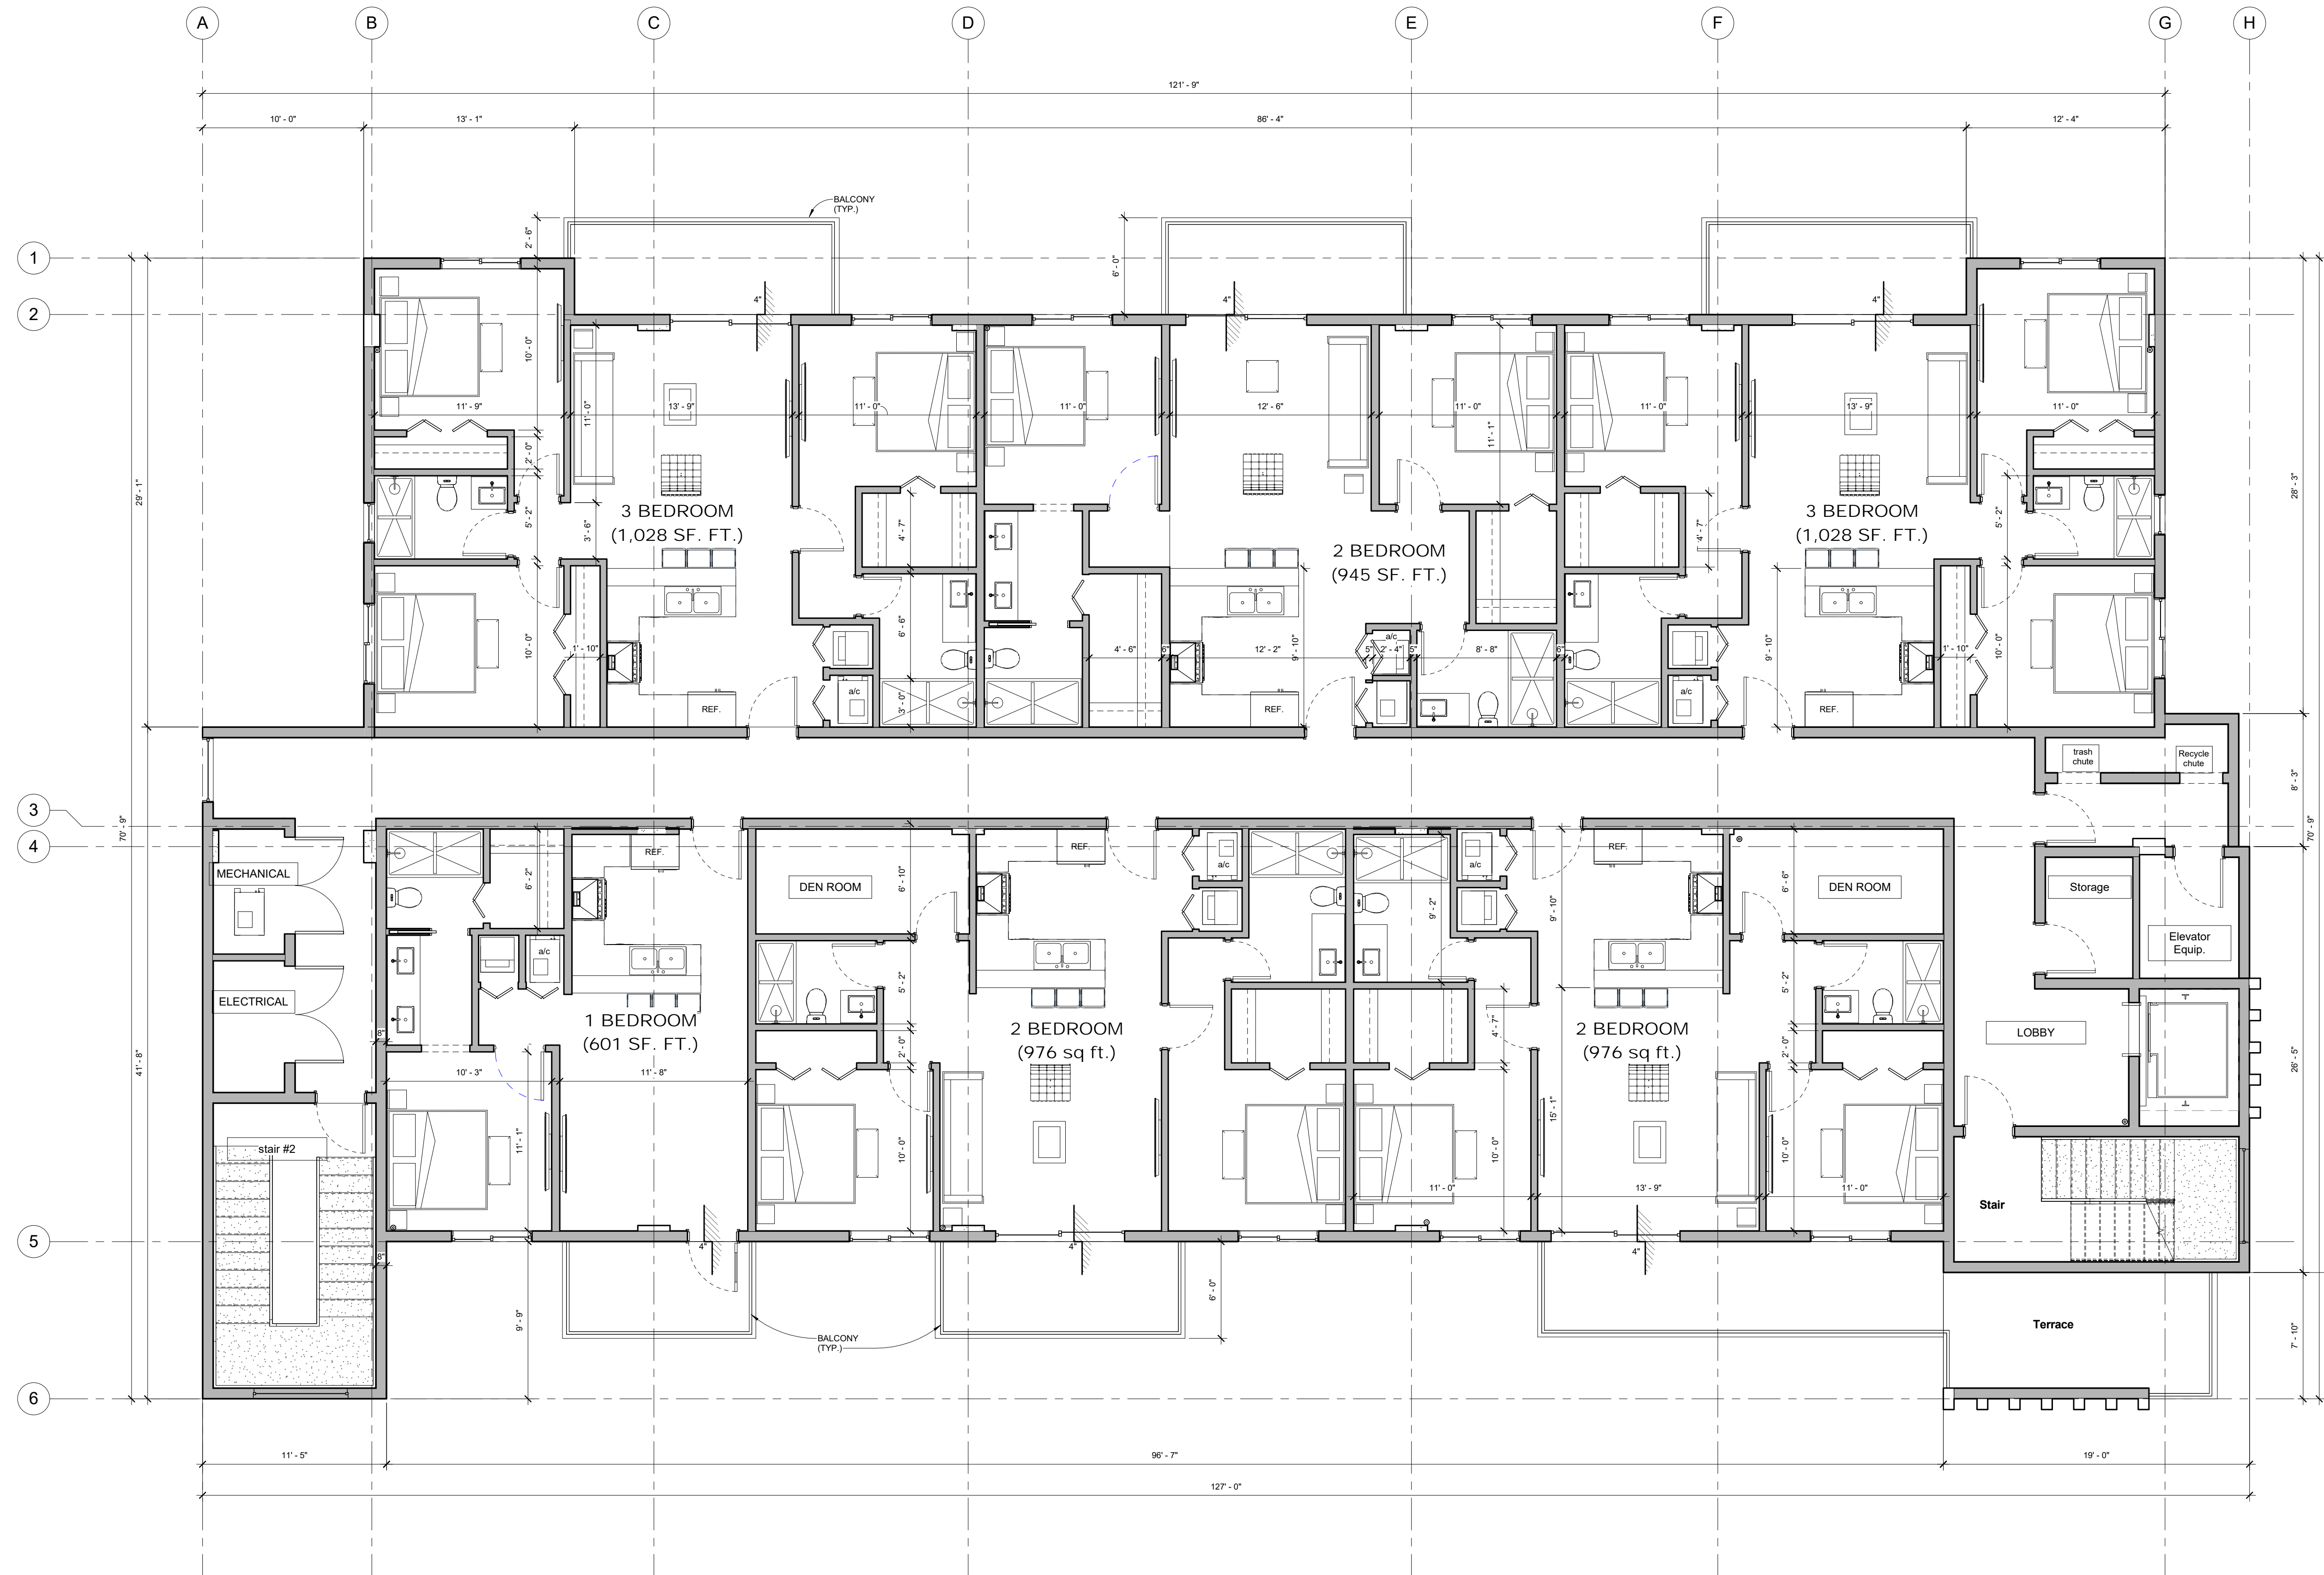 A B C D E F G H
121' - 9"
10' - 0" 13' - 1" 86' - 4" 12' - 4"
BALCONY
(TYP.)
1
2' - 6"
6' - 0"
2
4" 4" 4"
10' - 0"
11' - 9" 11' - 0" 13' - 9" 11' - 0" 11' - 0" 12' - 6" 11' - 0" 11' - 1" 11' - 0" 13' - 9" 11' - 0"
2' - 0"
29' - 1"
28' - 3"
5' - 2"
3' - 6"
3 BEDROOM
(1,028 SF. FT.)
4' - 7"
2 BEDROOM
(945 SF. FT.)
4' - 7"
3 BEDROOM
(1,028 SF. FT.)
5' - 2"
10' - 0"
1' - 10"
6' - 6"
4' - 6" 6" 12' - 2" 9' - 10" 5" 2' - 4" 5" 8' - 8" 6"
a/c
9' - 10"
1' - 10"
10' - 0"
REF.
a/c
3' - 0"
REF.
a/c
REF.
trash
chute
Recycle
chute
8' - 3"
3
70' - 9"
70' - 9"
4
MECHANICAL
6' - 2"
REF.
DEN ROOM
6' - 10"
REF.
a/c
9' - 2"
a/c
9' - 10"
REF.
6' - 6"
DEN ROOM
Storage
Elevator
Equip.
a/c
5' - 2"
5' - 2"
ELECTRICAL
8"
1 BEDROOM
(601 SF. FT.)
2' - 0"
2 BEDROOM
(976 sq ft.)
4' - 7"
2 BEDROOM
(976 sq ft.)
2' - 0"
LOBBY
26' - 5"
41' - 8"
10' - 3" 11' - 8"
11' - 1"
10' - 0"
10' - 0"
15' - 1"
10' - 0"
stair #2
11' - 0" 13' - 9" 11' - 0"
Stair
5
4" 4" 4"
8"
9' - 9"
6' - 0"
BALCONY
(TYP.)
Terrace
7' - 10"
6
11' - 5" 96' - 7" 19' - 0"
127' - 0"